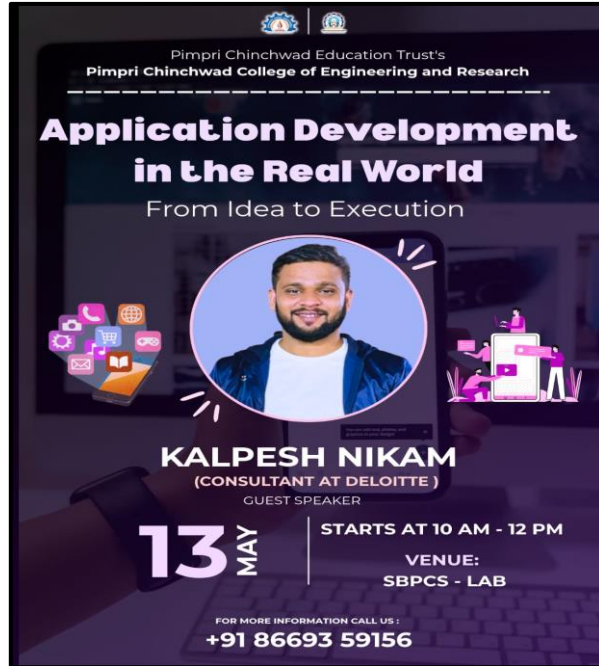 Pimpri Chinchwad Education Trust's
Pimpri Chinchwad College of Engineering and Research
Application Development
in the Real World
From Idea to Execution
KALPESH NIKAM
(CONSULTANT AT DELOITTE )
GUEST SPEAKER
13 MAY
STARTS AT 10 AM - 12 PM
VENUE:
SBPCS - LAB
FOR MORE INFORMATION CALL US :
+91 86693 59156